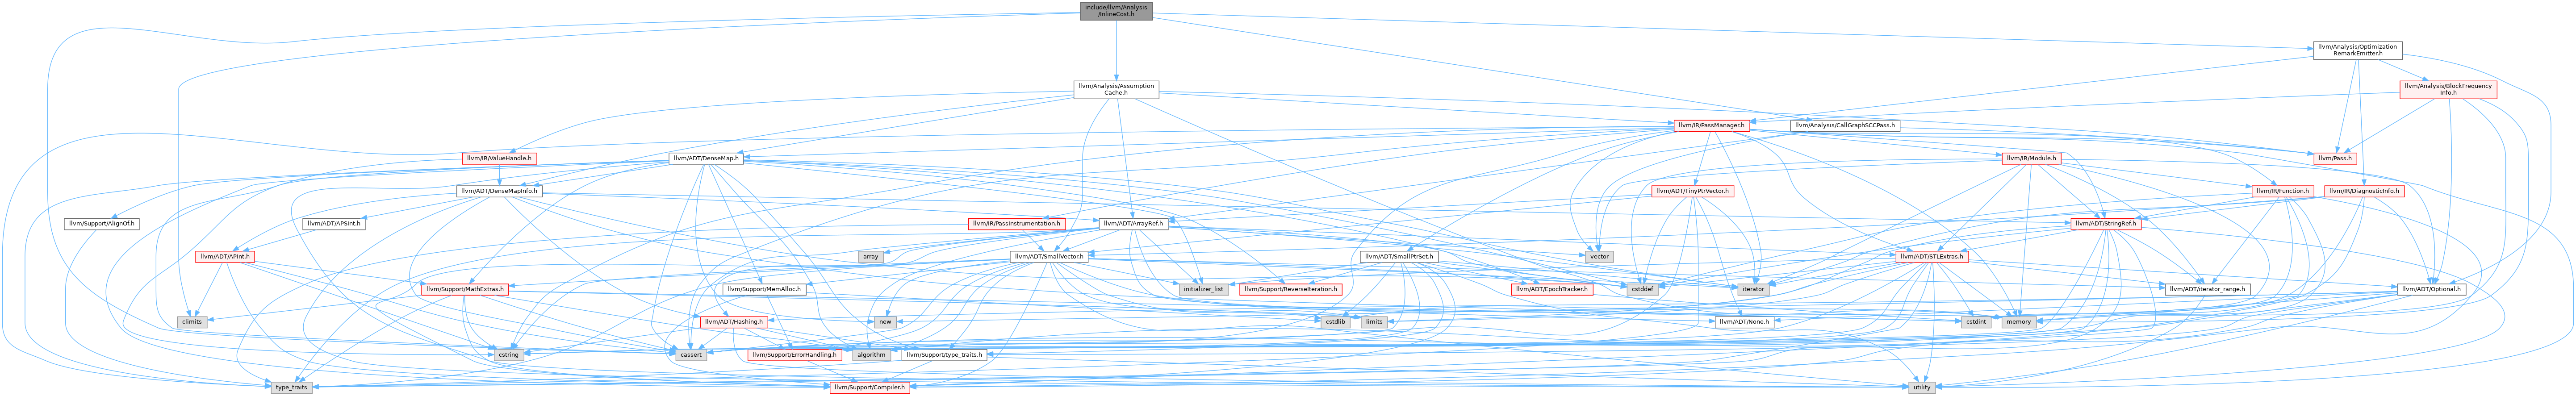 include/llvm/Analysis
/InlineCost.h
llvm/Analysis/Optimization
RemarkEmitter.h
llvm/Analysis/Assumption
Cache.h
llvm/Analysis/BlockFrequency
Info.h
llvm/IR/PassManager.h
llvm/Analysis/CallGraphSCCPass.h
llvm/IR/ValueHandle.h
llvm/ADT/DenseMap.h
llvm/IR/Module.h
llvm/Pass.h
llvm/ADT/DenseMapInfo.h
llvm/ADT/TinyPtrVector.h
llvm/IR/Function.h
llvm/IR/DiagnosticInfo.h
llvm/Support/AlignOf.h
llvm/ADT/APSInt.h
llvm/IR/PassInstrumentation.h
llvm/ADT/ArrayRef.h
llvm/ADT/StringRef.h
llvm/ADT/APInt.h
array
llvm/ADT/SmallVector.h
llvm/ADT/SmallPtrSet.h
vector
llvm/ADT/STLExtras.h
llvm/Support/MathExtras.h
llvm/Support/MemAlloc.h
initializer_list
llvm/Support/ReverseIteration.h
llvm/ADT/EpochTracker.h
cstddef
iterator
llvm/ADT/iterator_range.h
llvm/ADT/Optional.h
climits
llvm/ADT/Hashing.h
new
cstdlib
limits
llvm/ADT/None.h
cstdint
memory
cstring
cassert
llvm/Support/ErrorHandling.h
algorithm
llvm/Support/type_traits.h
type_traits
llvm/Support/Compiler.h
utility